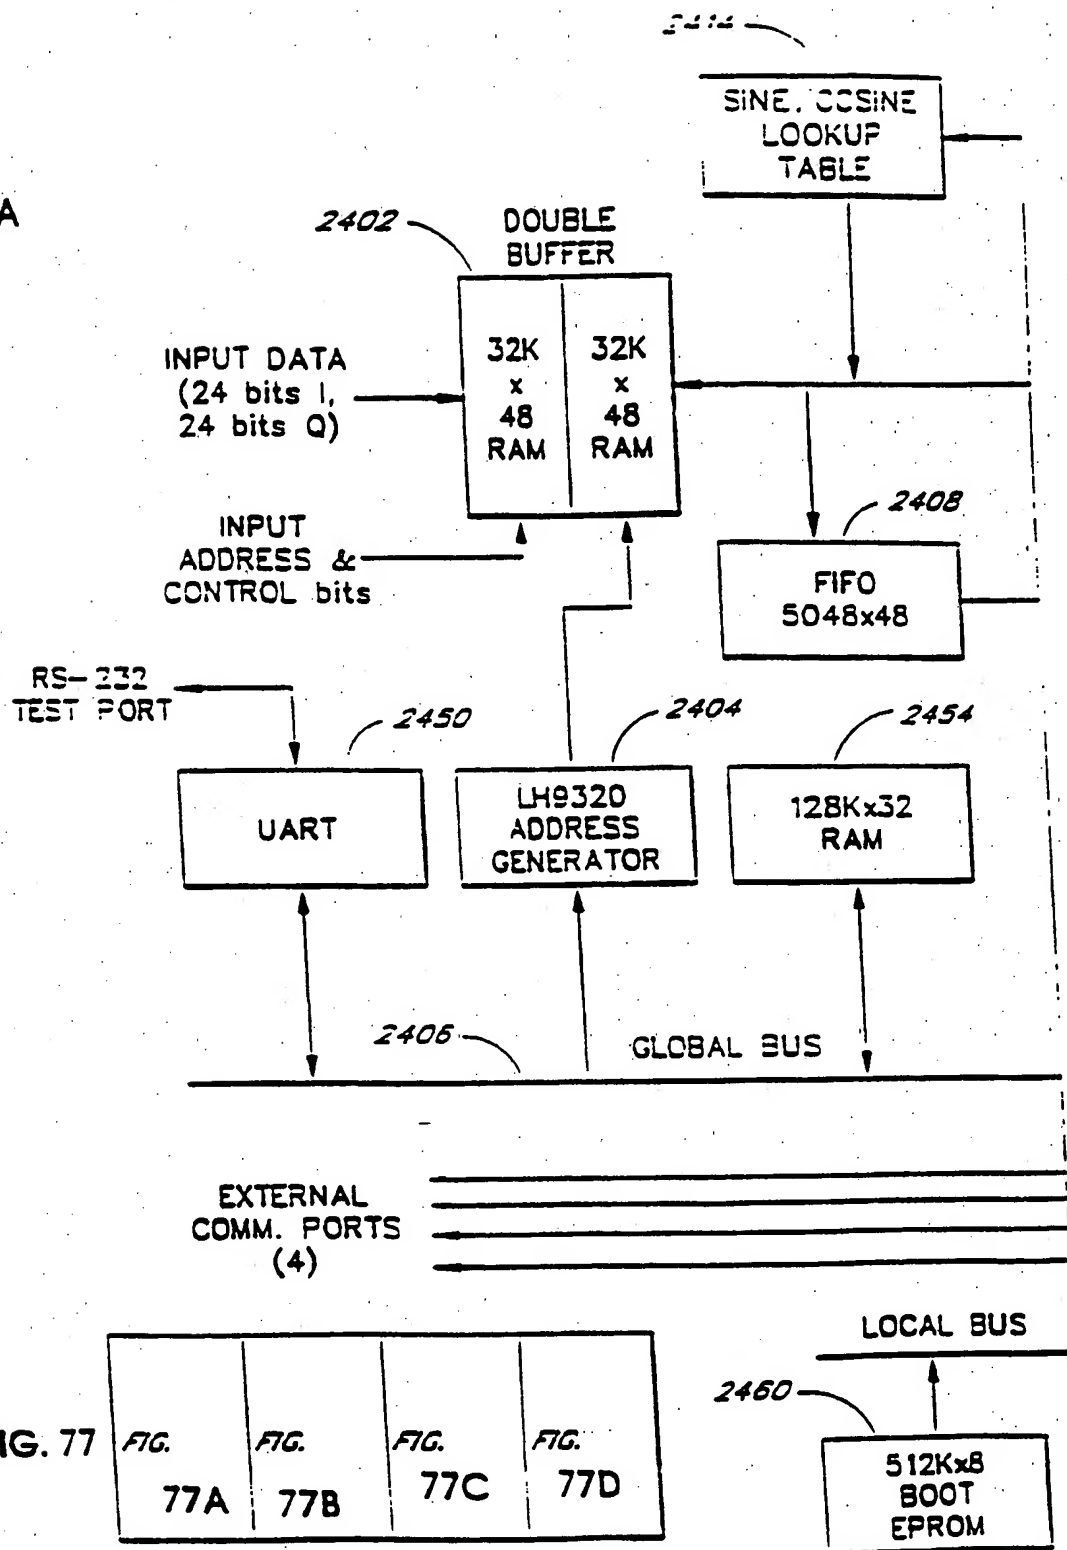 2414
SINE, COSINE
LOOKUP
TABLE
A
2402
DOUBLE
BUFFER
32K
x
48
RAM
32K
x
48
RAM
INPUT DATA
(24 bits I,
24 bits Q)
INPUT
ADDRESS &
CONTROL bits
2408
FIFO
5048x48
RS-232
TEST PORT
2450
UART
2404
LH9320
ADDRESS
GENERATOR
2454
128Kx32
RAM
2406
GLOBAL BUS
EXTERNAL
COMM. PORTS
(4)
LOCAL BUS
2460
512Kx8
BOOT
EPROM
IG. 77
FIG.
77A
FIG.
77B
FIG.
77C
FIG.
77D